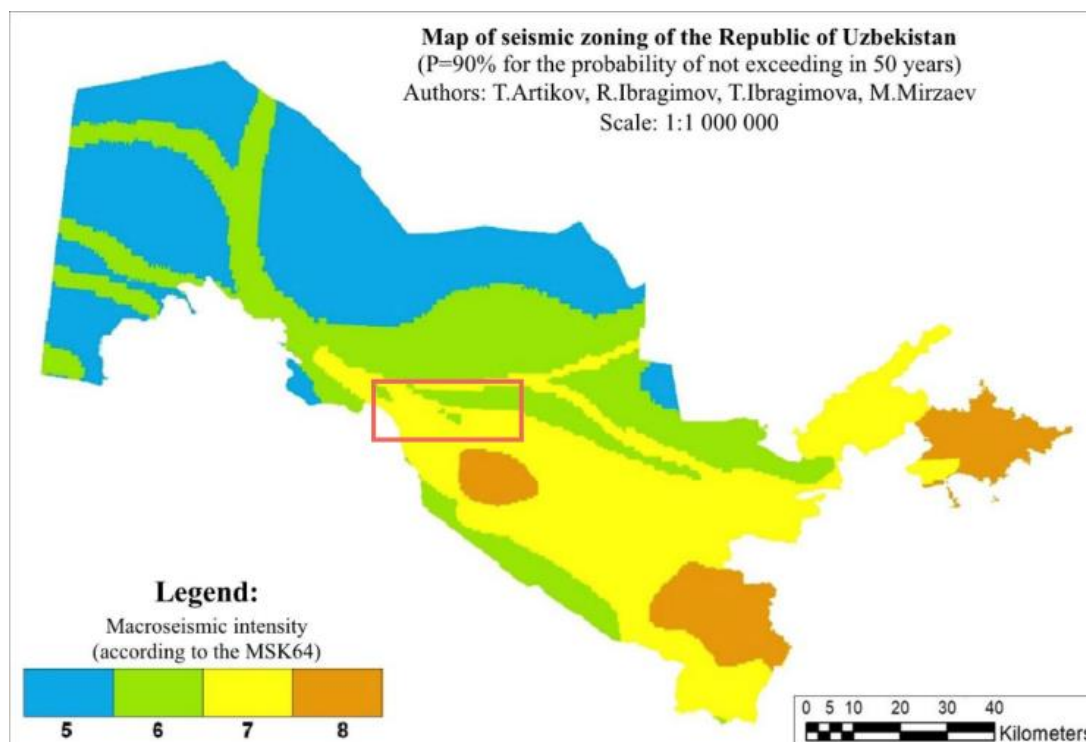 Map of seismic zoning of the Republic of Uzbekistan
(P=90% for the probability of not exceeding in 50 years)
Authors: T.Artikov, R.Ibragimov, T.Ibragimova, M.Mirzaev
Scale: 1:1 000 000
Legend:
Macroseismic intensity
(according to the MSK64)
5 6 7 8
0 5 10 20 30 40
Kilometers